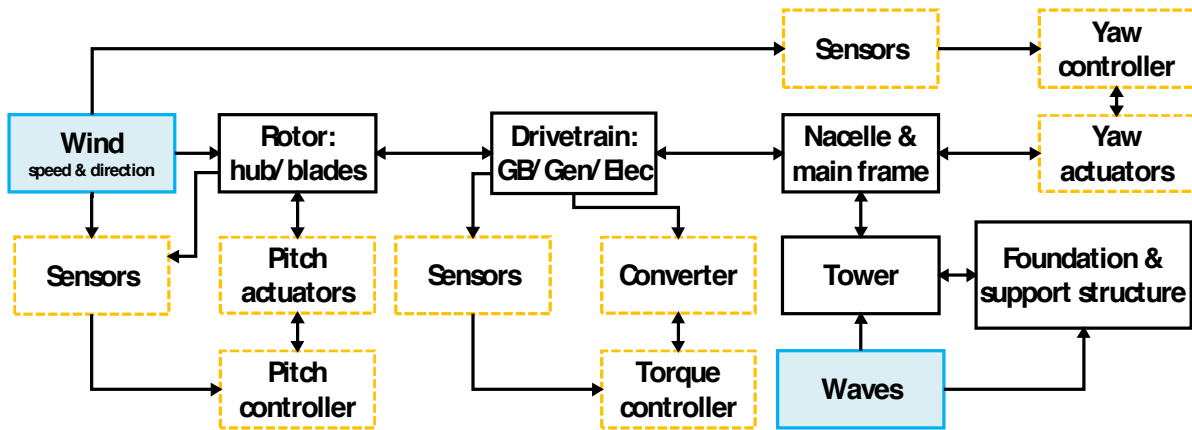 Sensors
Yaw
controller
Wind
speed & direction
Rotor:
hub/ blades
Drivetrain:
GB/ Gen/ Elec
Nacelle &
main frame
Yaw
actuators
Sensors
Pitch
actuators
Sensors
Converter
Tower
Foundation &
support structure
Pitch
controller
Torque
controller
Waves